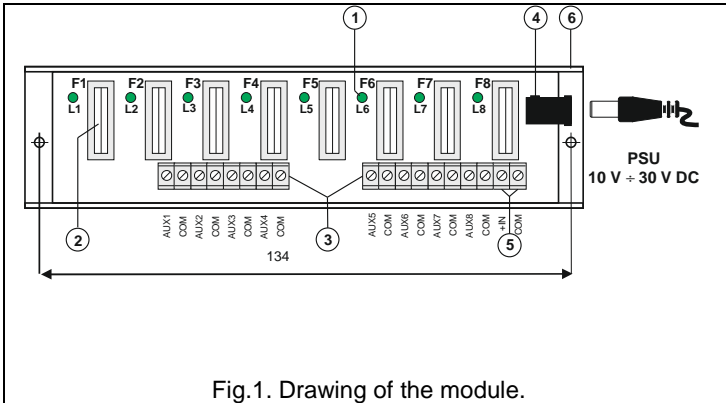 1 4 6
F1 F2 F3 F4 F5 F6 F7 F8
L1 L2 L3 L4 L5 L6 L7 L8
PSU
10 V ÷ 30 V DC
2 3 5
AUX1 COM AUX2 COM AUX3 COM AUX4 COM AUX5 COM AUX6 COM AUX7 COM AUX8 COM +IN COM
134
Fig.1. Drawing of the module.